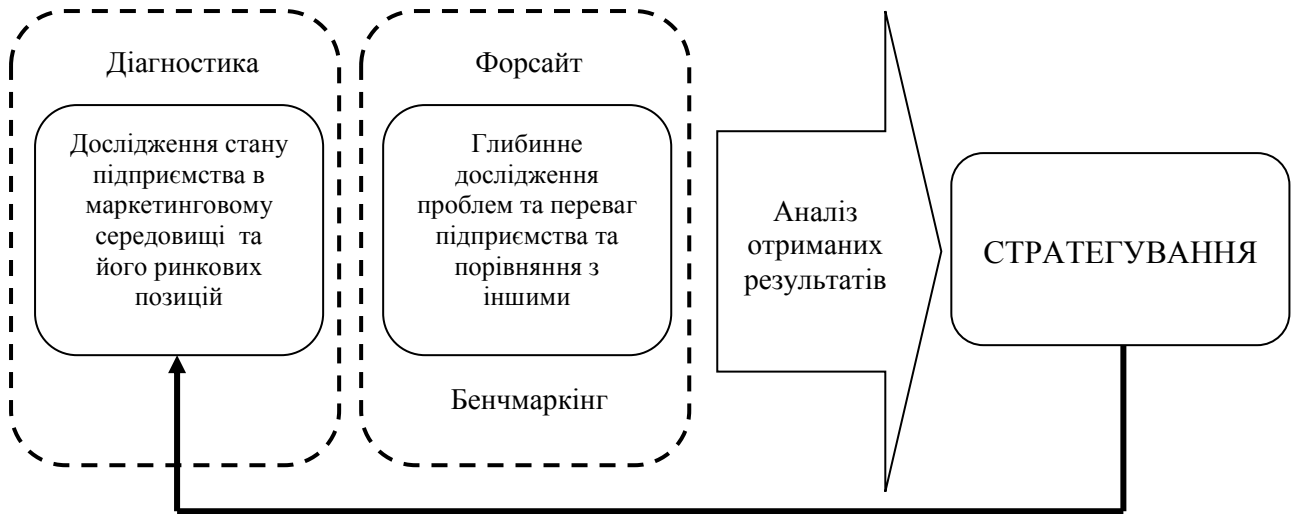 Діагностика
Дослідження стану
підприємства в
маркетинговому
середовищі та
його ринкових
позицій
Форсайт
Глибинне
дослідження
проблем та переваг
підприємства та
порівняння з
іншими
Бенчмаркінг
Аналіз
отриманих
результатів
СТРАТЕГУВАННЯ